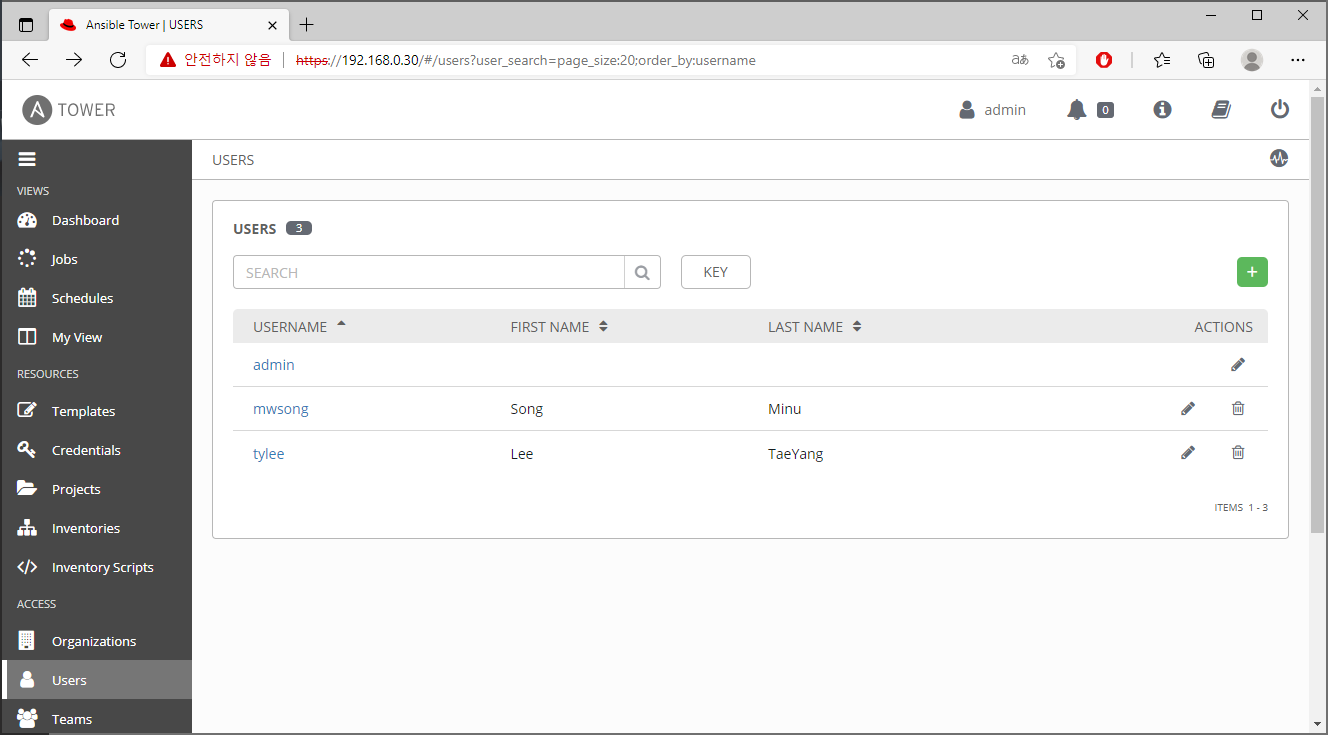 Ansible Tower | USERS
안전하지 않음 https://192.168.0.30/#/users?user_search=page_size:20;order_by:username aあ
TOWER admin 0
USERS
VIEWS
Dashboard
Jobs
Schedules
My View
RESOURCES
Templates
Credentials
Projects
Inventories
Inventory Scripts
ACCESS
Organizations
Users
Teams
USERS 3
SEARCH KEY +
USERNAME FIRST NAME LAST NAME ACTIONS
admin
mwsong Song Minu
tylee Lee TaeYang
ITEMS 1 - 3